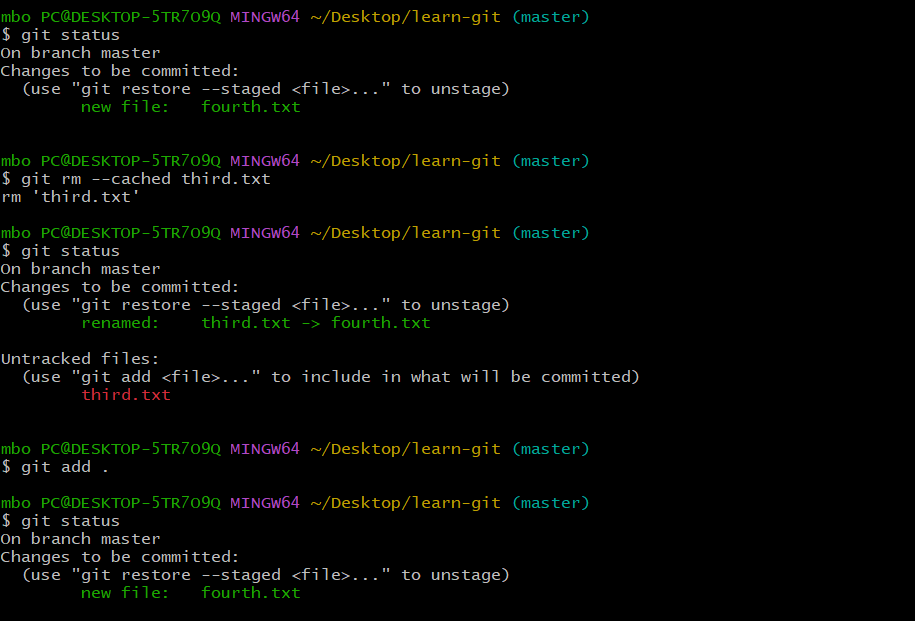 mbo PC@DESKTOP-5TR7O9Q MINGW64 ~/Desktop/learn-git (master)
$ git status
On branch master
Changes to be committed:
  (use "git restore --staged <file>..." to unstage)
        new file:   fourth.txt

mbo PC@DESKTOP-5TR7O9Q MINGW64 ~/Desktop/learn-git (master)
$ git rm --cached third.txt
rm 'third.txt'

mbo PC@DESKTOP-5TR7O9Q MINGW64 ~/Desktop/learn-git (master)
$ git status
On branch master
Changes to be committed:
  (use "git restore --staged <file>..." to unstage)
        renamed:    third.txt -> fourth.txt

Untracked files:
  (use "git add <file>..." to include in what will be committed)
        third.txt

mbo PC@DESKTOP-5TR7O9Q MINGW64 ~/Desktop/learn-git (master)
$ git add .

mbo PC@DESKTOP-5TR7O9Q MINGW64 ~/Desktop/learn-git (master)
$ git status
On branch master
Changes to be committed:
  (use "git restore --staged <file>..." to unstage)
        new file:   fourth.txt